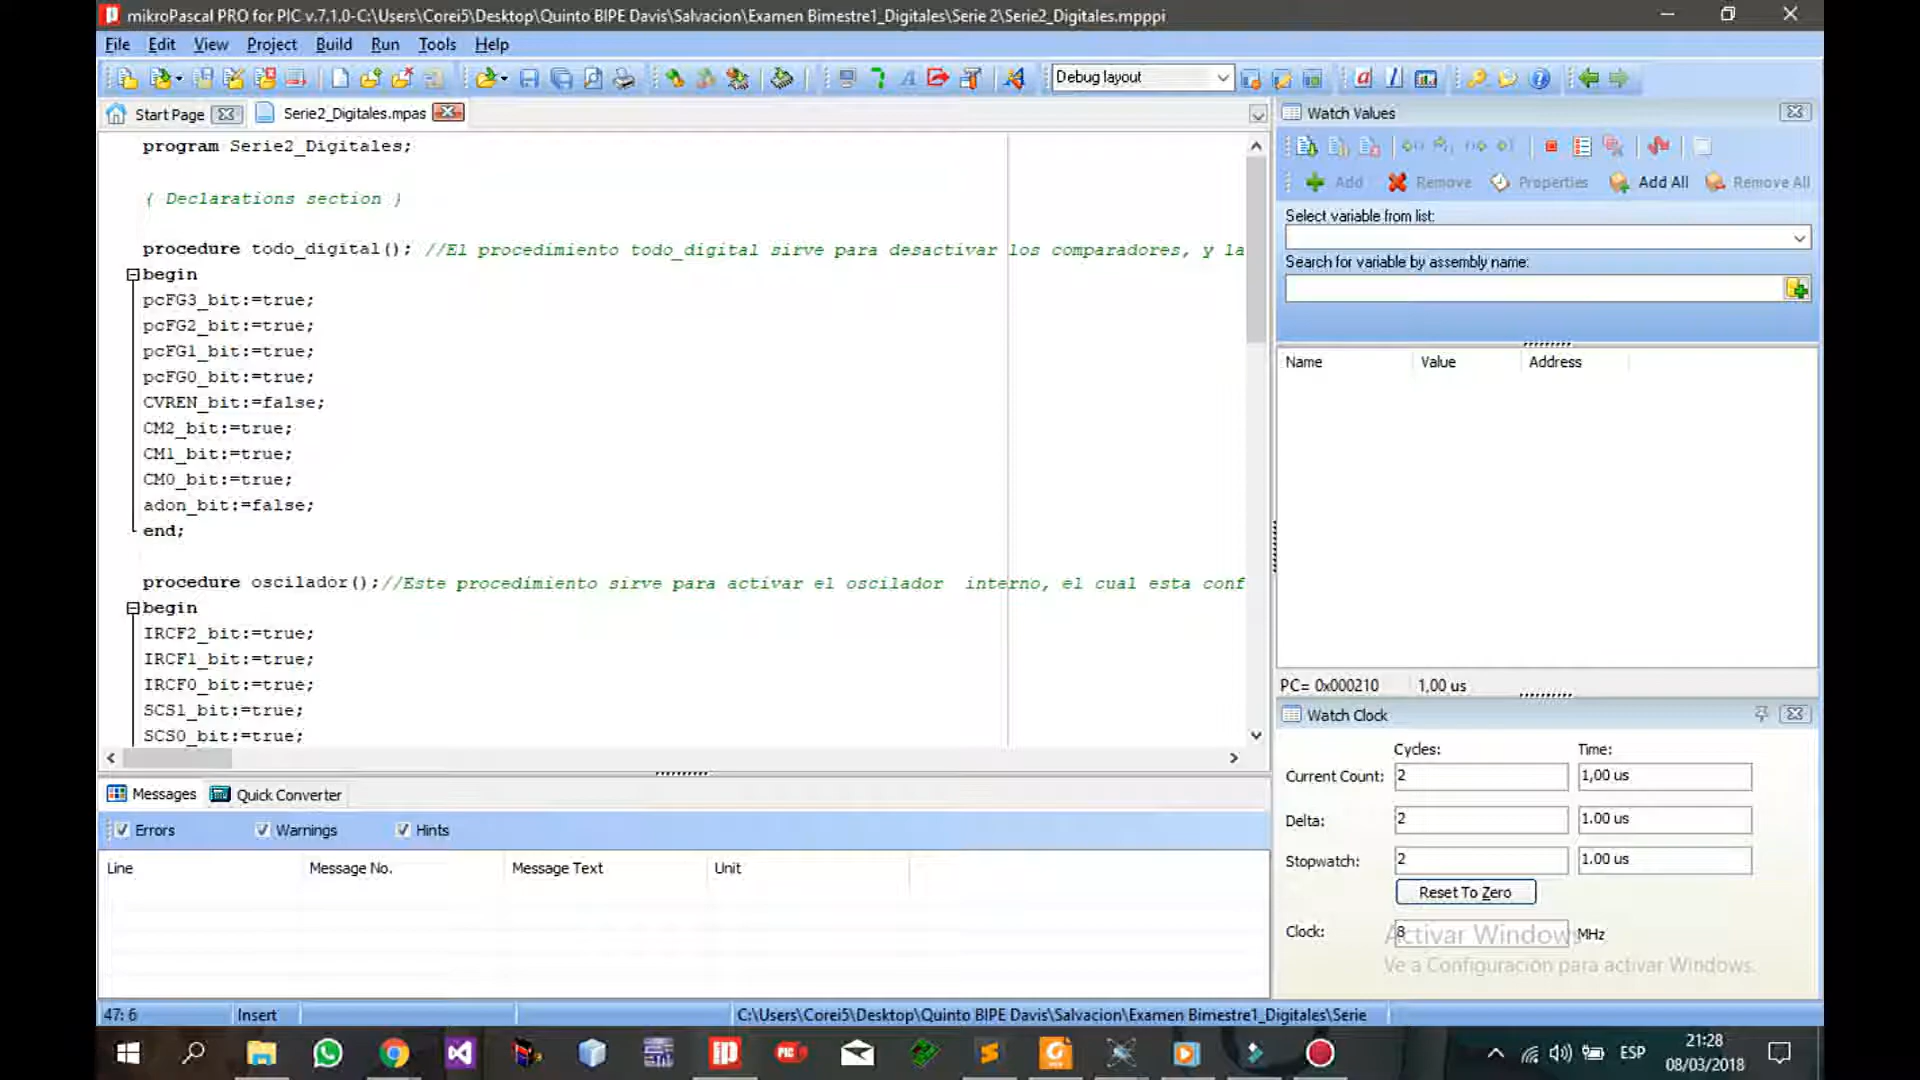 mikroPascal PRO for PIC v.7.1.0-C:\Users\Corei5\Desktop\Quinto BIPE Davis\Salvacion\Examen Bimestre1_Digitales\Serie 2\Serie2_Digitales.mpppi
File Edit View Project Build Run Tools Help
Debug layout
Start Page Serie2_Digitales.mpas
program Serie2_Digitales;
{ Declarations section }
procedure todo_digital(); //El procedimiento todo_digital sirve para desactivar los comparadores, y la
begin
pcFG3_bit:=true;
pcFG2_bit:=true;
pcFG1_bit:=true;
pcFG0_bit:=true;
CVREN_bit:=false;
CM2_bit:=true;
CM1_bit:=true;
CM0_bit:=true;
adon_bit:=false;
end;
procedure oscilador();//Este procedimiento sirve para activar el oscilador  interno, el cual esta conf
begin
IRCF2_bit:=true;
IRCF1_bit:=true;
IRCF0_bit:=true;
SCS1_bit:=true;
SCS0_bit:=true;
Messages Quick Converter
Errors Warnings Hints
Line Message No. Message Text Unit
Watch Values
Add Remove Properties Add All Remove All
Select variable from list:
Search for variable by assembly name:
Name Value Address
PC= 0x000210 1,00 us
Watch Clock
Cycles: Time:
Current Count: 2 1,00 us
Delta: 2 1.00 us
Stopwatch: 2 1.00 us
Reset To Zero
Clock: 8 MHz
Activar Windows
Ve a Configuración para activar Windows.
47: 6 Insert C:\Users\Corei5\Desktop\Quinto BIPE Davis\Salvacion\Examen Bimestre1_Digitales\Serie
ESP
21:28
08/03/2018